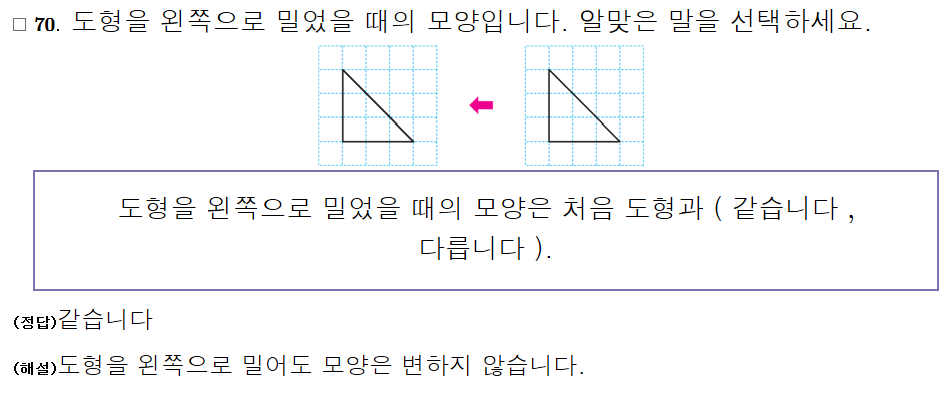 □ 70. 도형을 왼쪽으로 밀었을 때의 모양입니다. 알맞은 말을 선택하세요.
도형을 왼쪽으로 밀었을 때의 모양은 처음 도형과 ( 같습니다 ,
다릅니다 ).
(정답)같습니다
(해설)도형을 왼쪽으로 밀어도 모양은 변하지 않습니다.